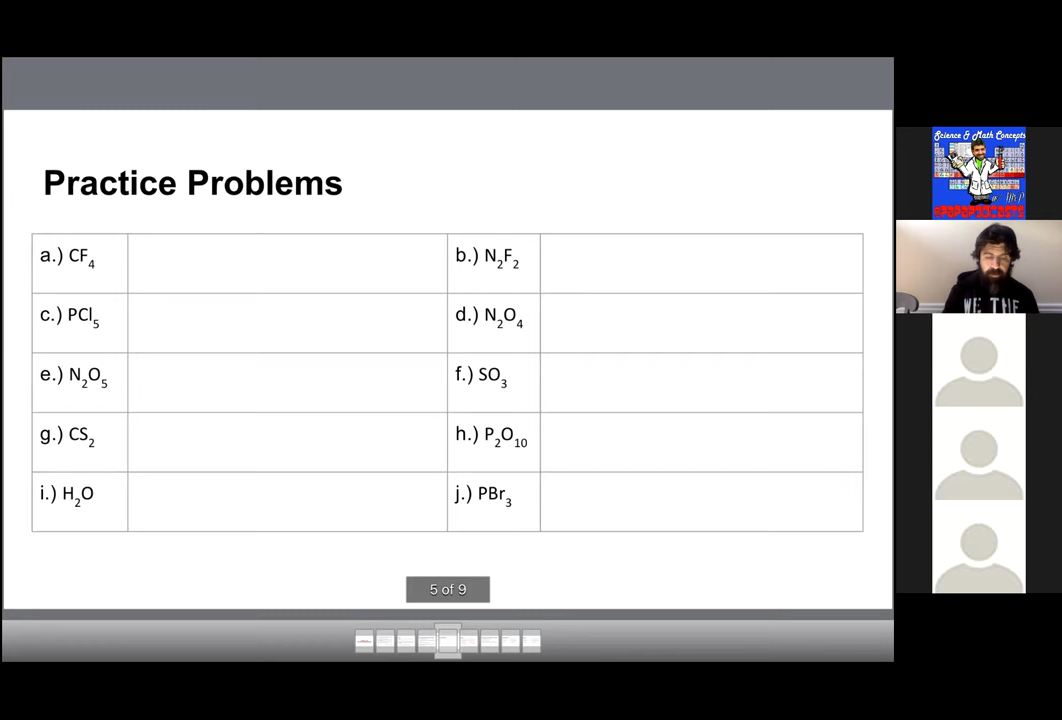 Practice Problems
a.) CF₄
b.) N₂F₂
c.) PCl₅
d.) N₂O₄
e.) N₂O₅
f.) SO₃
g.) CS₂
h.) P₂O₁₀
i.) H₂O
j.) PBr₃
5 of 9
Science & Math Concepts
WE THE